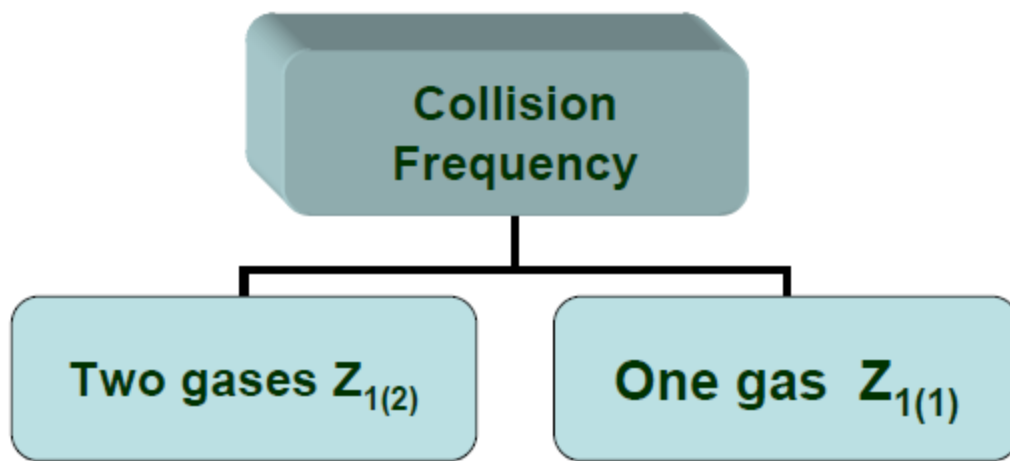 Collision
Frequency
Two gases Z1(2)
One gas Z1(1)